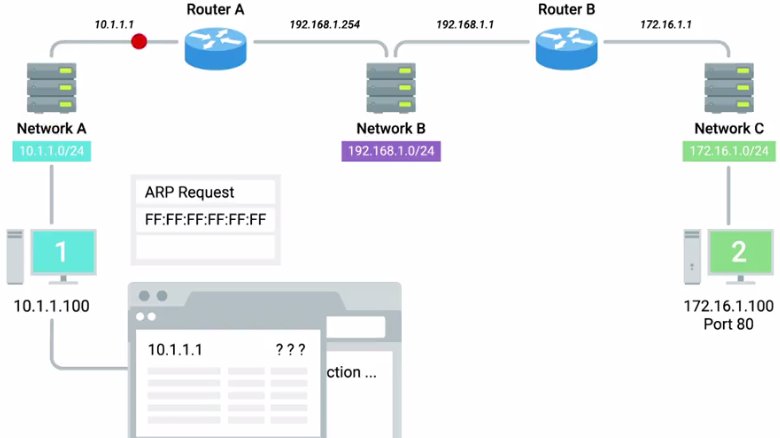 Router A
Router B
10.1.1.1
192.168.1.254
192.168.1.1
172.16.1.1
Network A
10.1.1.0/24
Network B
192.168.1.0/24
Network C
172.16.1.0/24
ARP Request
FF:FF:FF:FF:FF:FF
1
10.1.1.100
2
172.16.1.100
Port 80
10.1.1.1 ? ? ?
ction ...